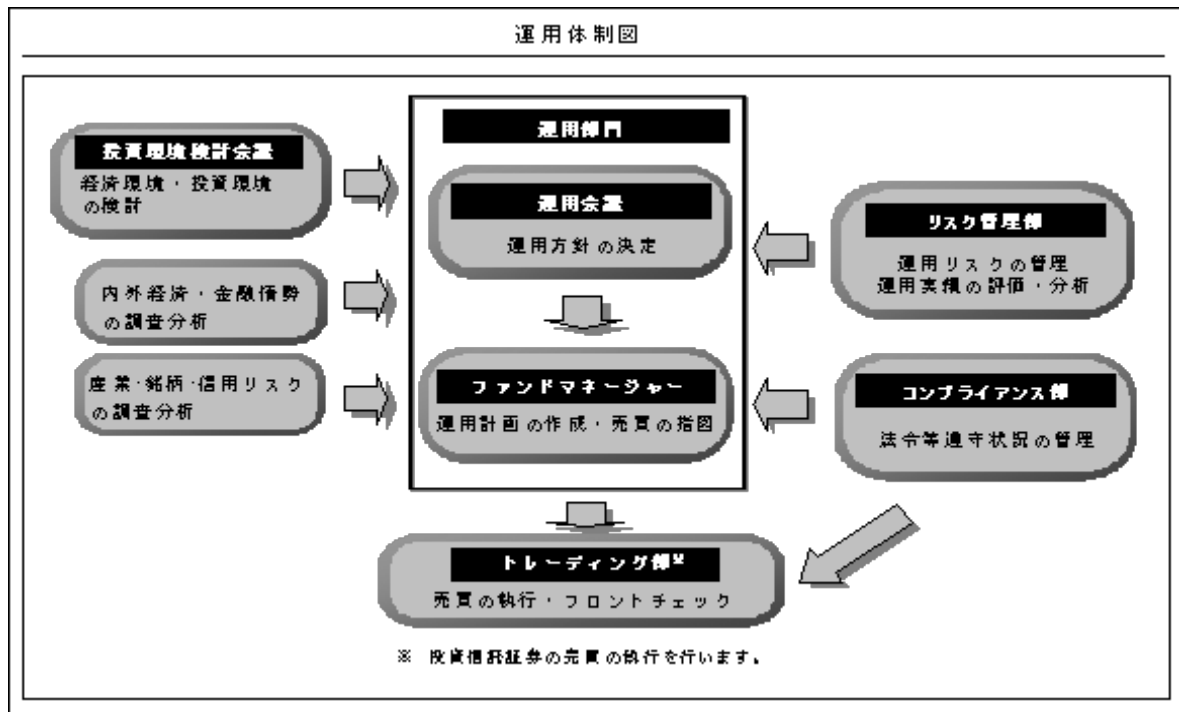 運用体制図
運用部門
投資環境検討会議
経済環境・投資環境
の検討
運用会議
運用方針の決定
リスク管理部
運用リスクの管理
運用実績の評価・分析
内外経済・金融情勢
の調査分析
産業・銘柄・信用リスク
の調査分析
ファンドマネージャー
運用計画の作成・売買の指図
コンプライアンス部
法令等遵守状況の管理
トレーディング部※
売買の執行・フロントチェック
※ 投資信託証券の売買の執行を行います。